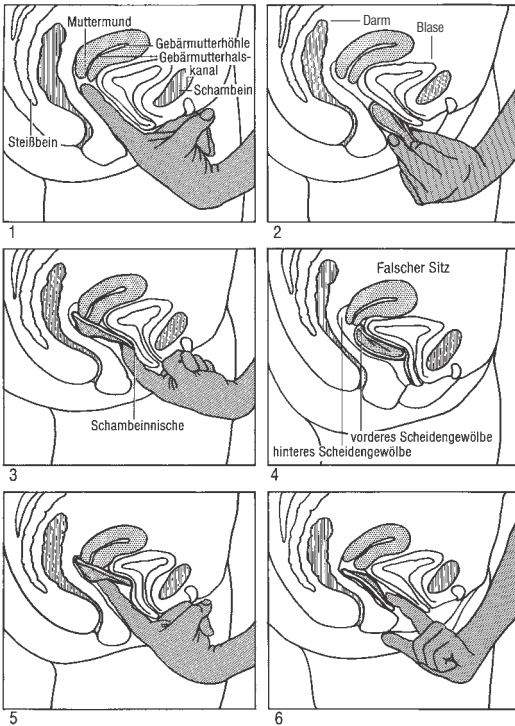 Muttermund
Gebärmutterhöhle
Gebärmutterhals-
kanal
Schambein
Steißbein
1
Darm
Blase
2
Schambeinnische
3
Falscher Sitz
vorderes Scheidengewölbe
hinteres Scheidengewölbe
4
5
6